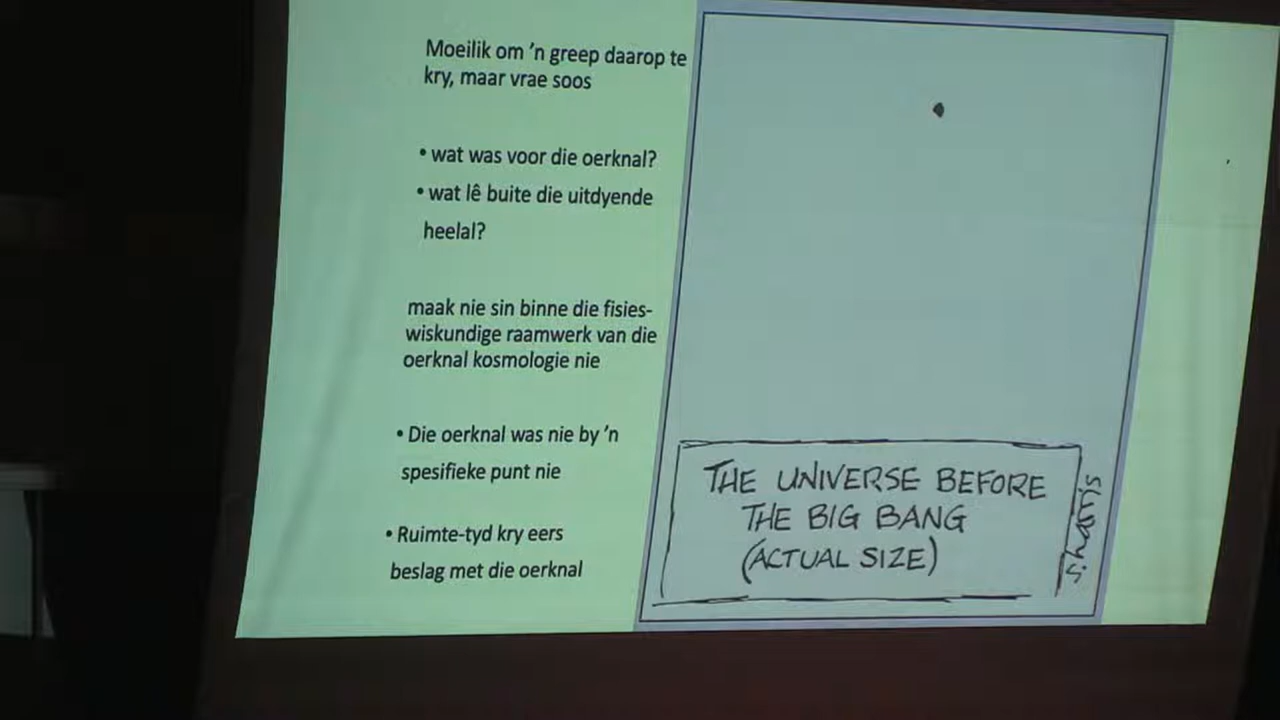 Moeilik om 'n greep daarop te
kry, maar vrae soos
• wat was voor die oerknal?
• wat lê buite die uitdyende
heelal?
maak nie sin binne die fisies-
wiskundige raamwerk van die
oerknal kosmologie nie
• Die oerknal was nie by 'n
spesifieke punt nie
• Ruimte-tyd kry eers
beslag met die oerknal
THE UNIVERSE BEFORE
THE BIG BANG
(ACTUAL SIZE)
S.harris